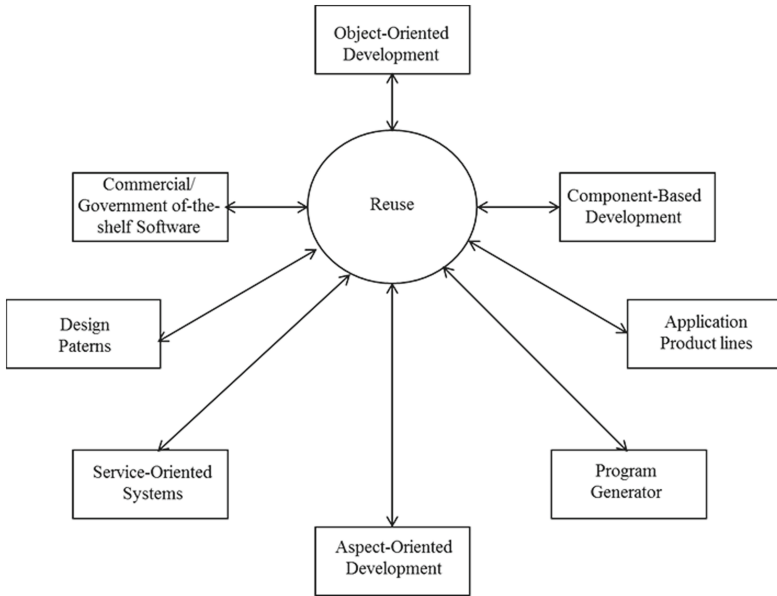 Object-Oriented
Development
Commercial/
Government of-the-
shelf Software
Reuse
Component-Based
Development
Design
Paterns
Application
Product lines
Service-Oriented
Systems
Program
Generator
Aspect-Oriented
Development